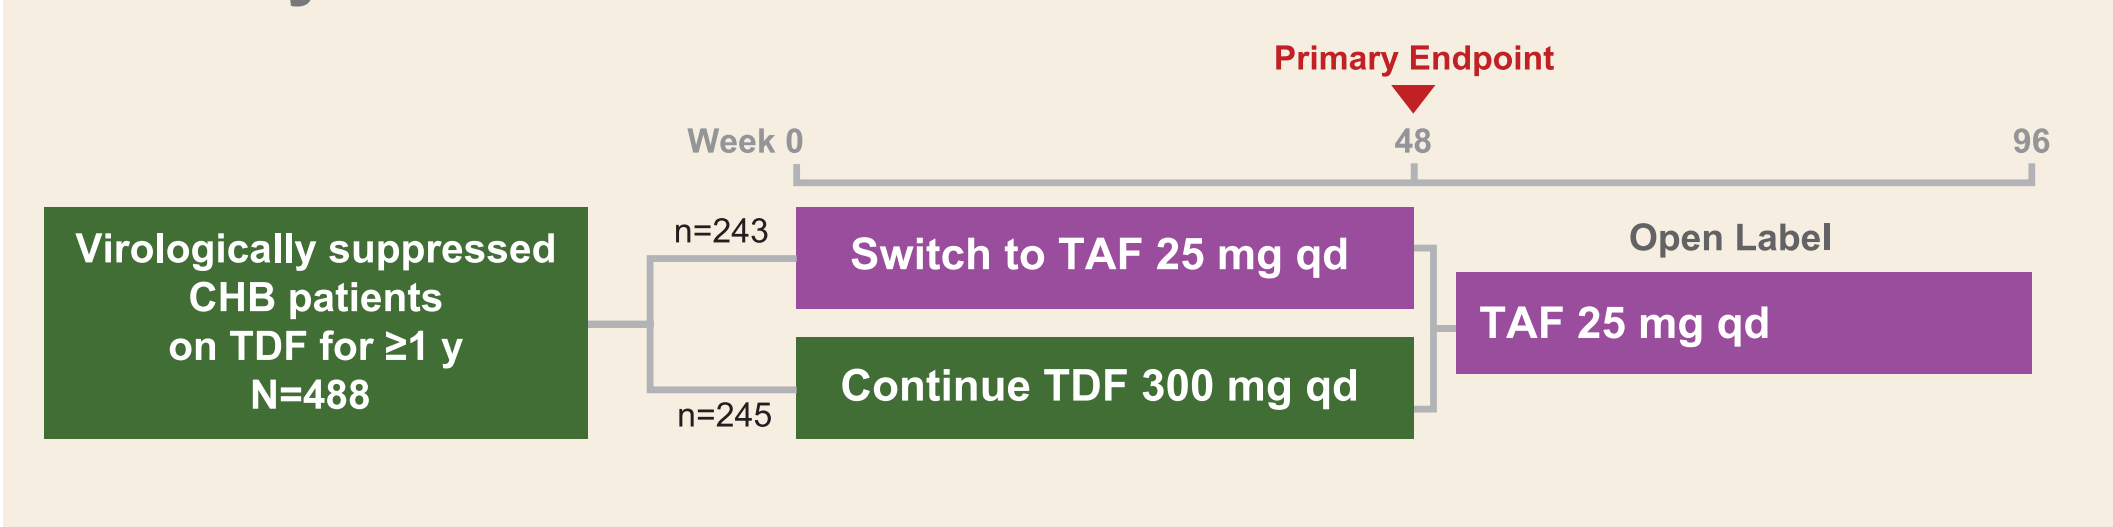 Primary Endpoint
Week 0
48
96
Virologically suppressed
CHB patients
on TDF for ≥1 y
N=488
n=243
n=245
Switch to TAF 25 mg qd
Continue TDF 300 mg qd
Open Label
TAF 25 mg qd